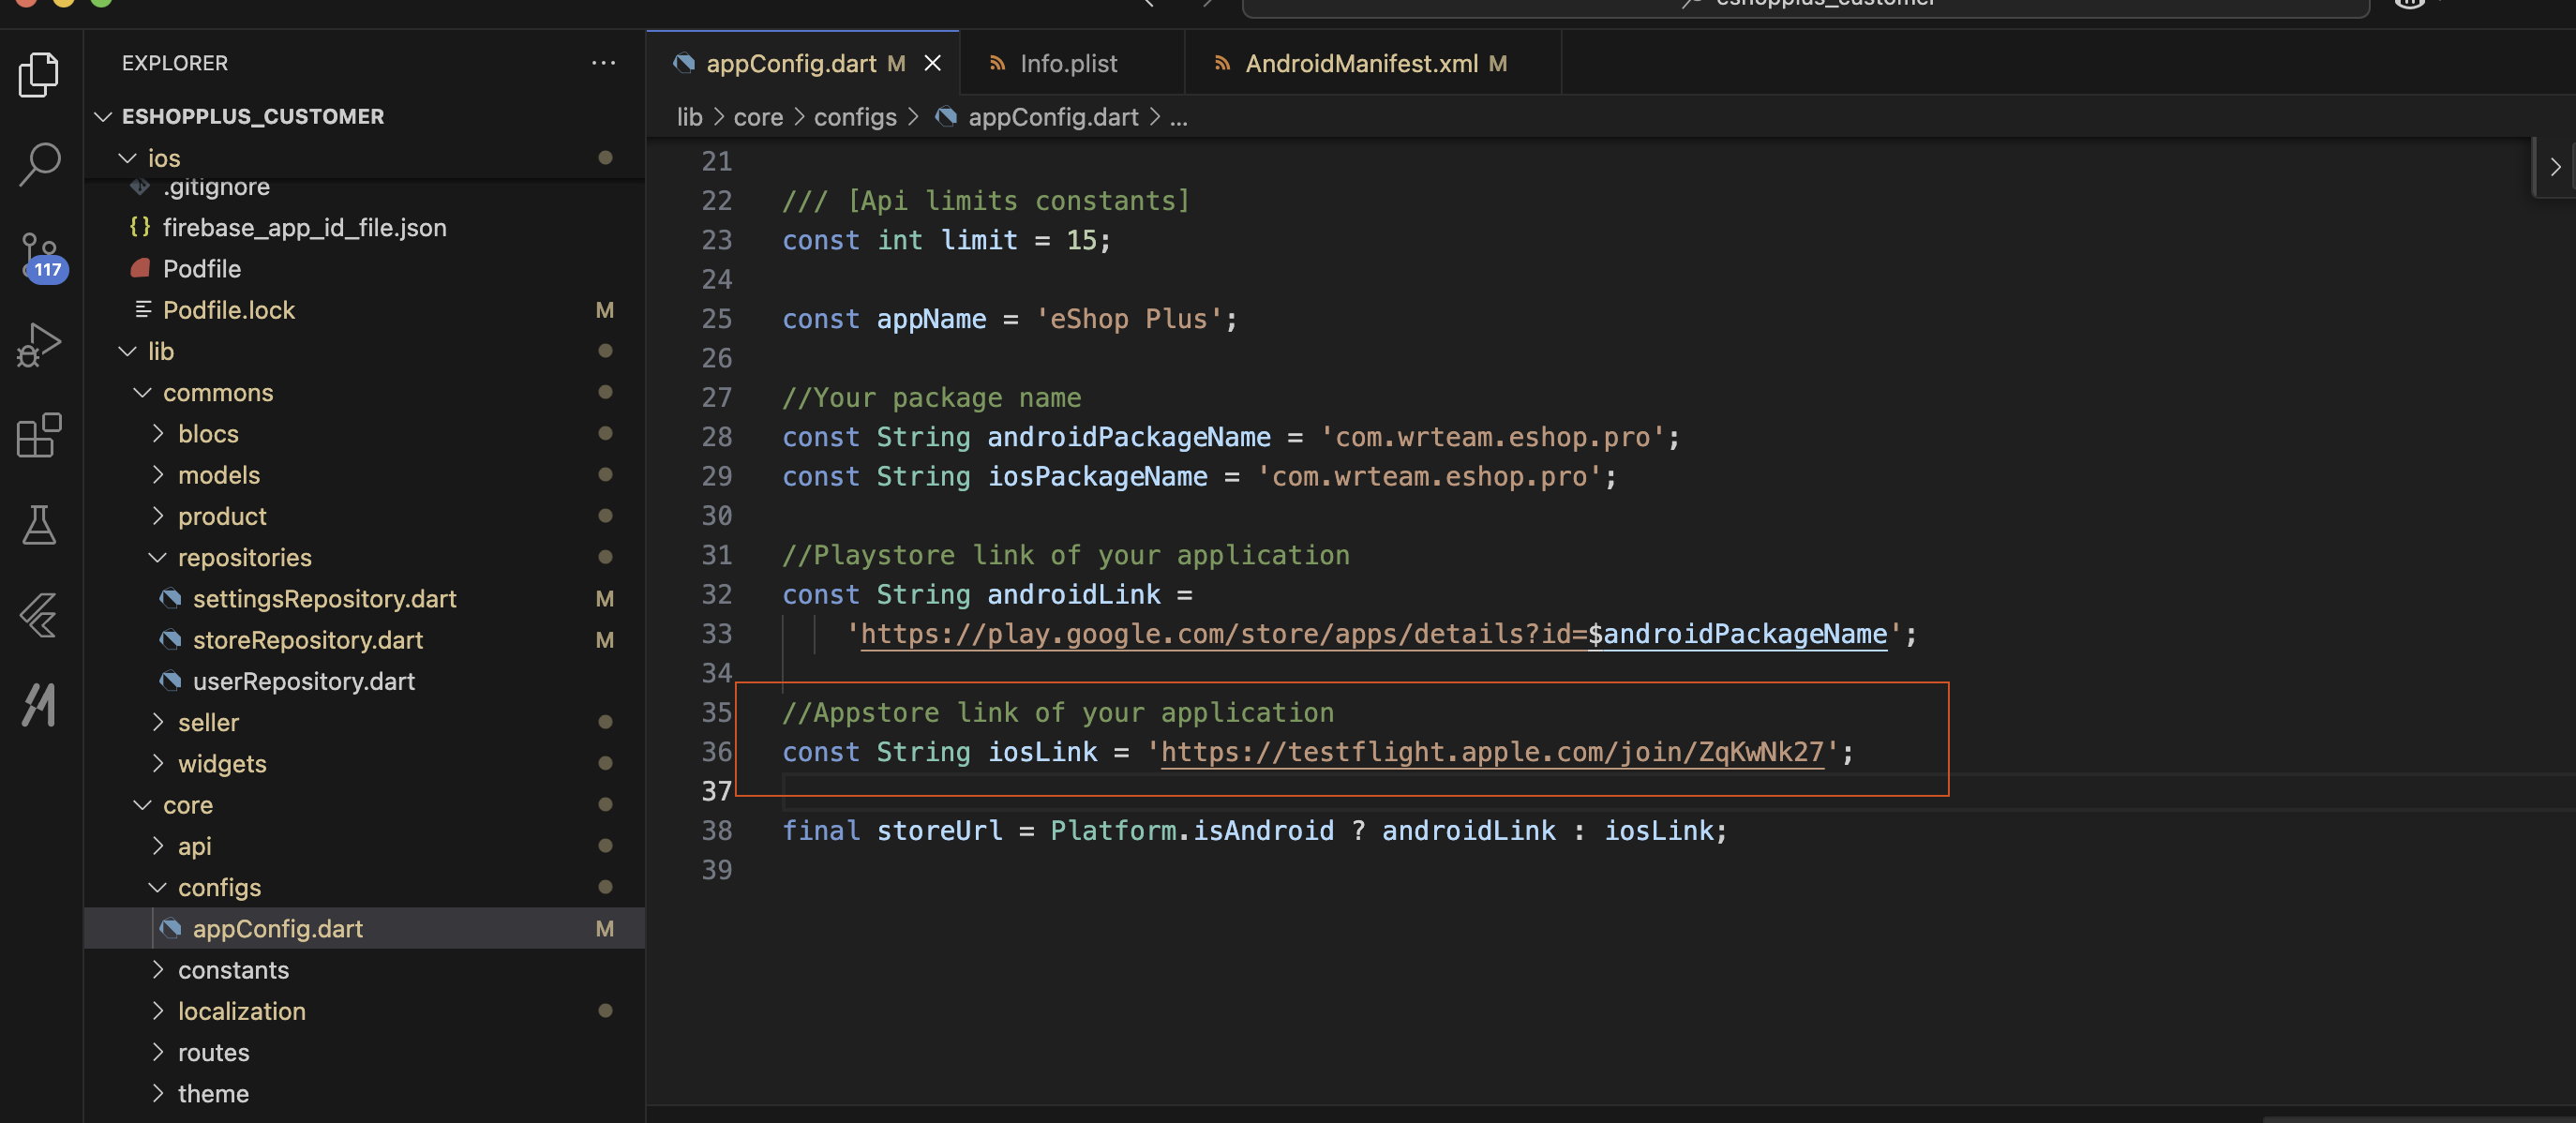 eshopplus_customer
EXPLORER
ESHOPPLUS_CUSTOMER
ios
.gitignore
firebase_app_id_file.json
Podfile
Podfile.lock M
lib
commons
blocs
models
product
repositories
settingsRepository.dart M
storeRepository.dart M
userRepository.dart
seller
widgets
core
api
configs
appConfig.dart M
constants
localization
routes
theme
117
appConfig.dart M
Info.plist
AndroidManifest.xml M
lib > core > configs > appConfig.dart > ...
21
22 /// [Api limits constants]
23 const int limit = 15;
24
25 const appName = 'eShop Plus';
26
27 //Your package name
28 const String androidPackageName = 'com.wrteam.eshop.pro';
29 const String iosPackageName = 'com.wrteam.eshop.pro';
30
31 //Playstore link of your application
32 const String androidLink =
33 'https://play.google.com/store/apps/details?id=$androidPackageName';
34
35 //Appstore link of your application
36 const String iosLink = 'https://testflight.apple.com/join/ZqKwNk27';
37
38 final storeUrl = Platform.isAndroid ? androidLink : iosLink;
39